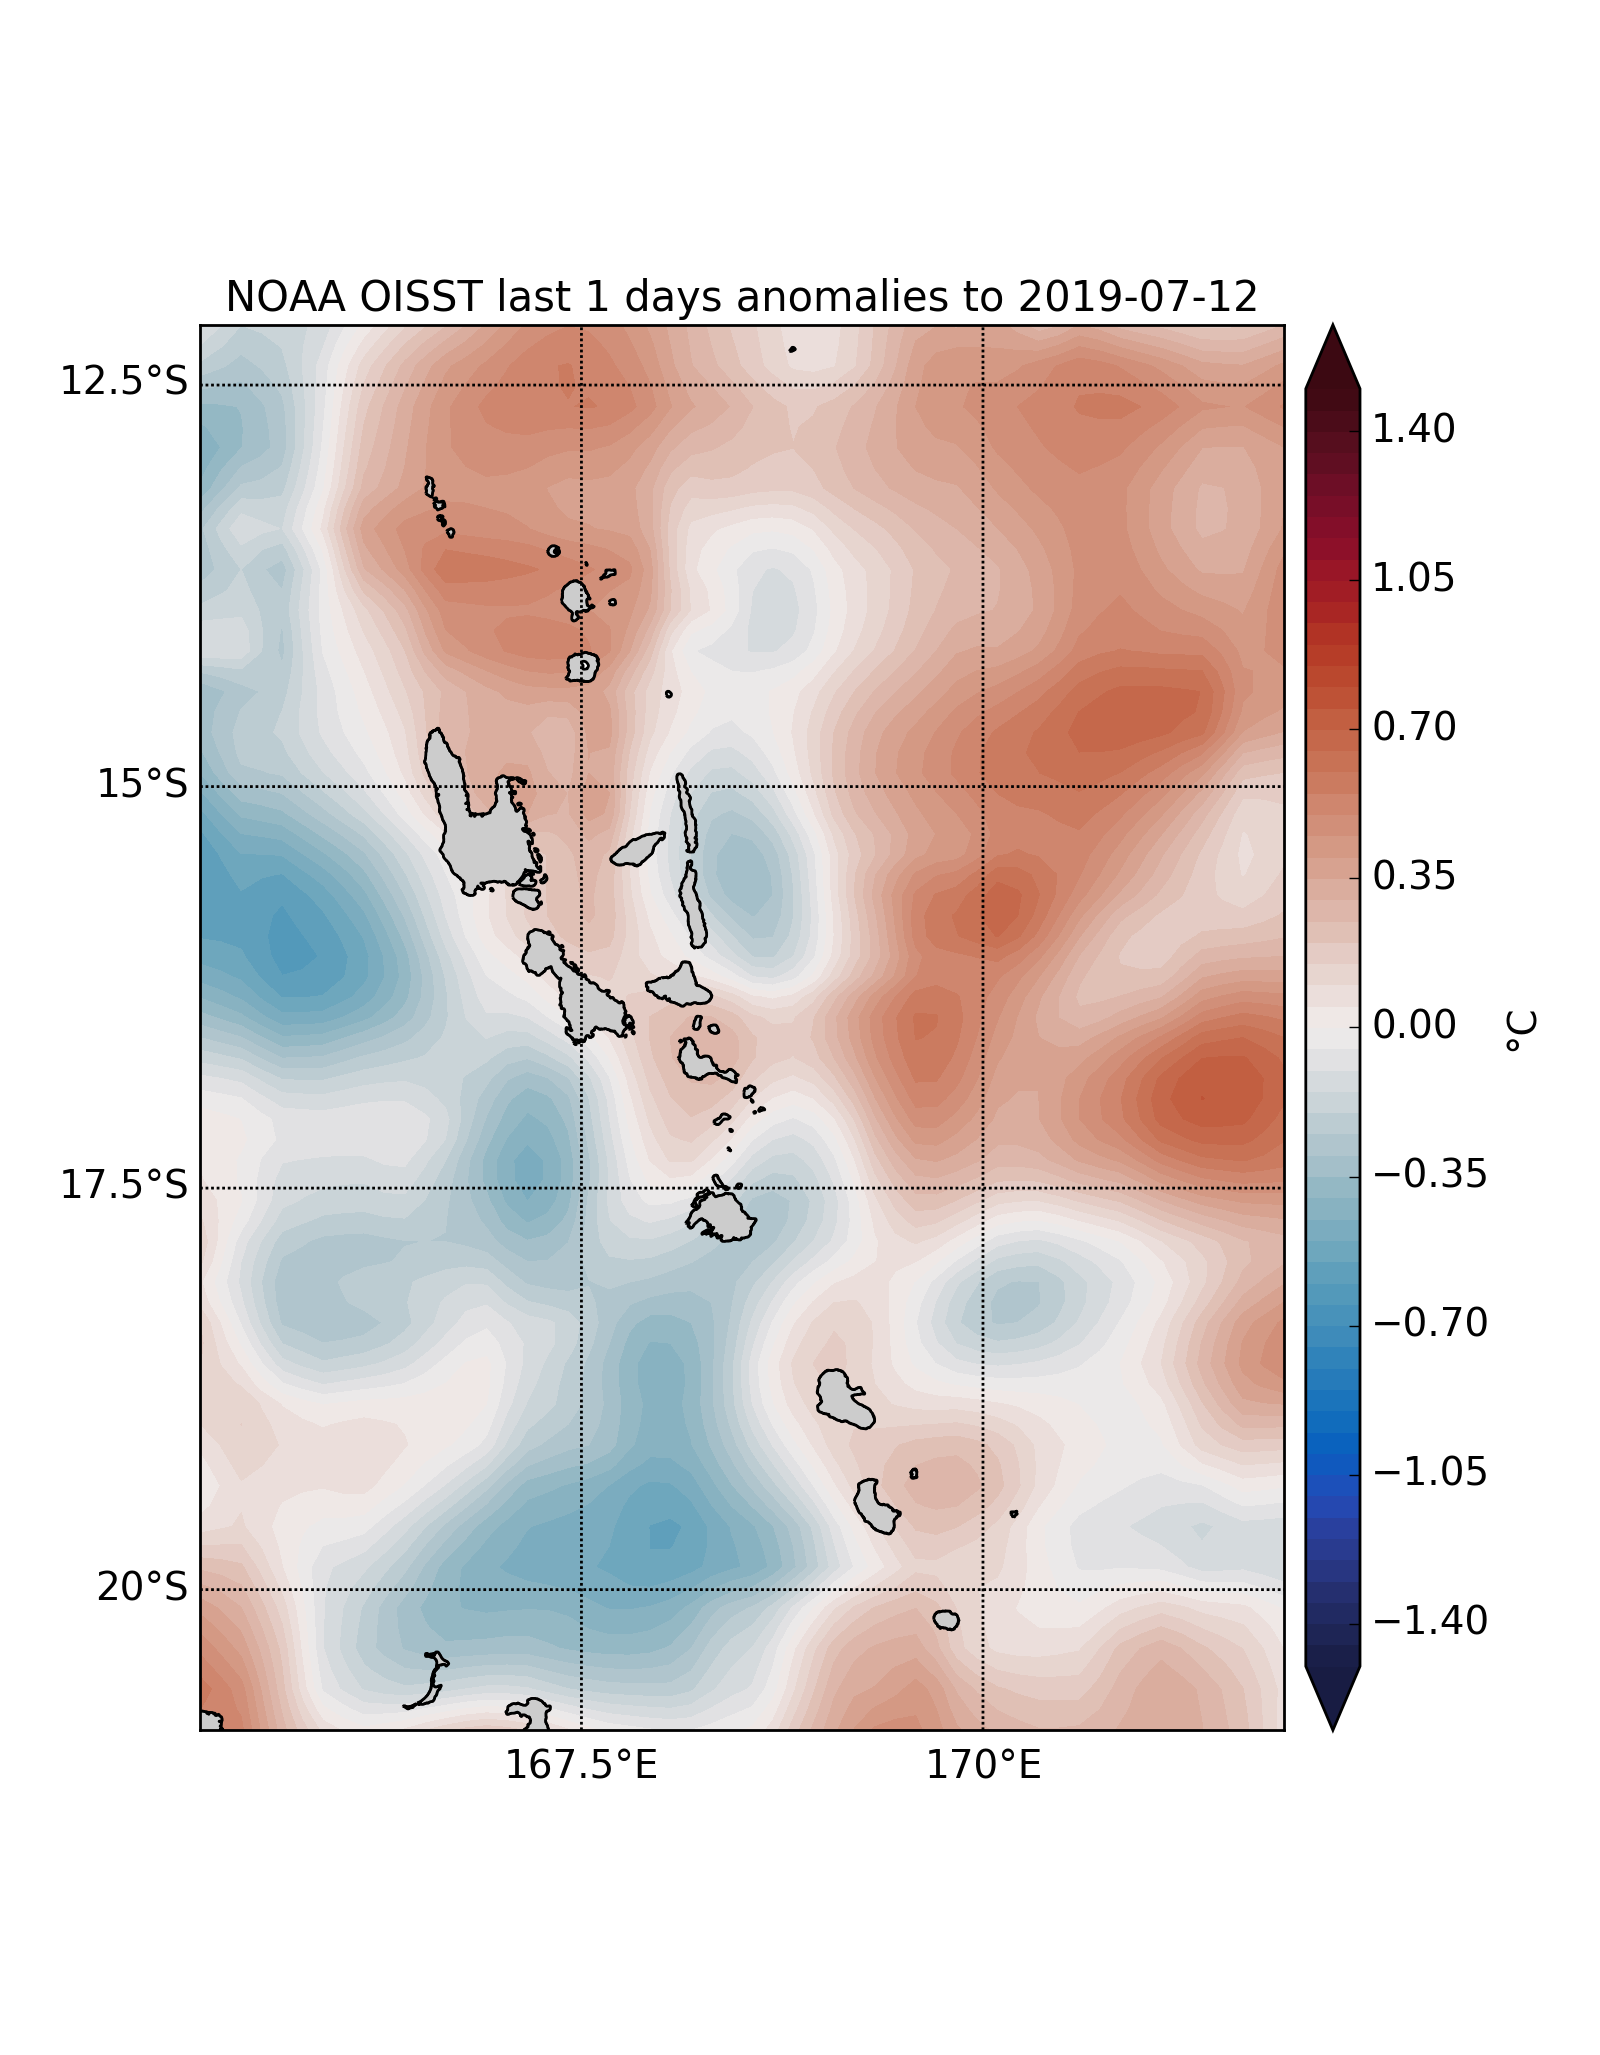 NOAA OISST last 1 days anomalies to 2019-07-12
12.5°S
15°S
17.5°S
20°S
167.5°E
170°E
1.40
1.05
0.70
0.35
0.00
−0.35
−0.70
−1.05
−1.40
°C